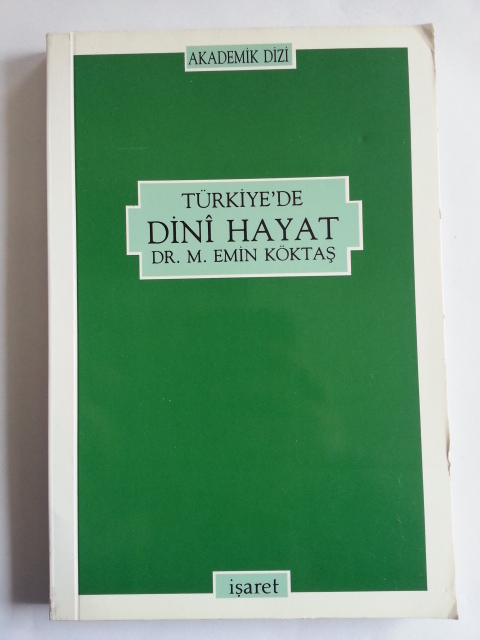 AKADEMİK DİZİ
TÜRKİYE'DE
DİNÎ HAYAT
DR. M. EMİN KÖKTAŞ
işaret